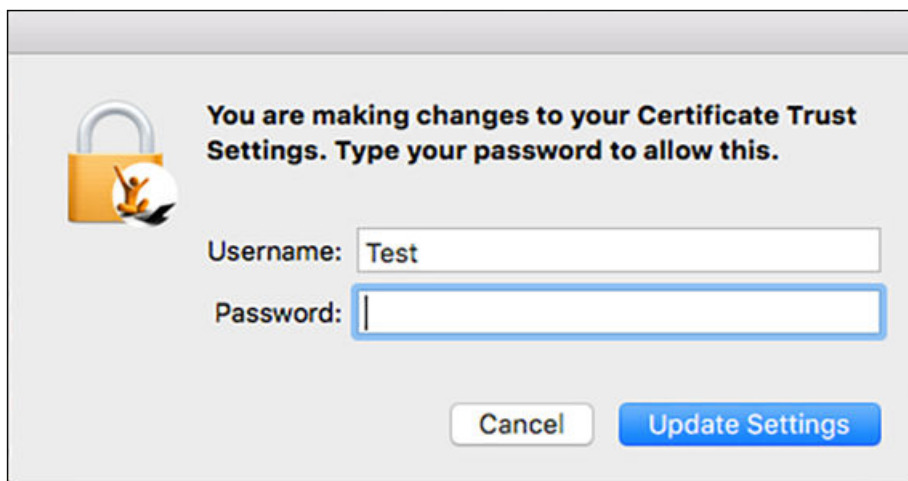 You are making changes to your Certificate Trust
Settings. Type your password to allow this.
Username: Test
Password:
Cancel Update Settings